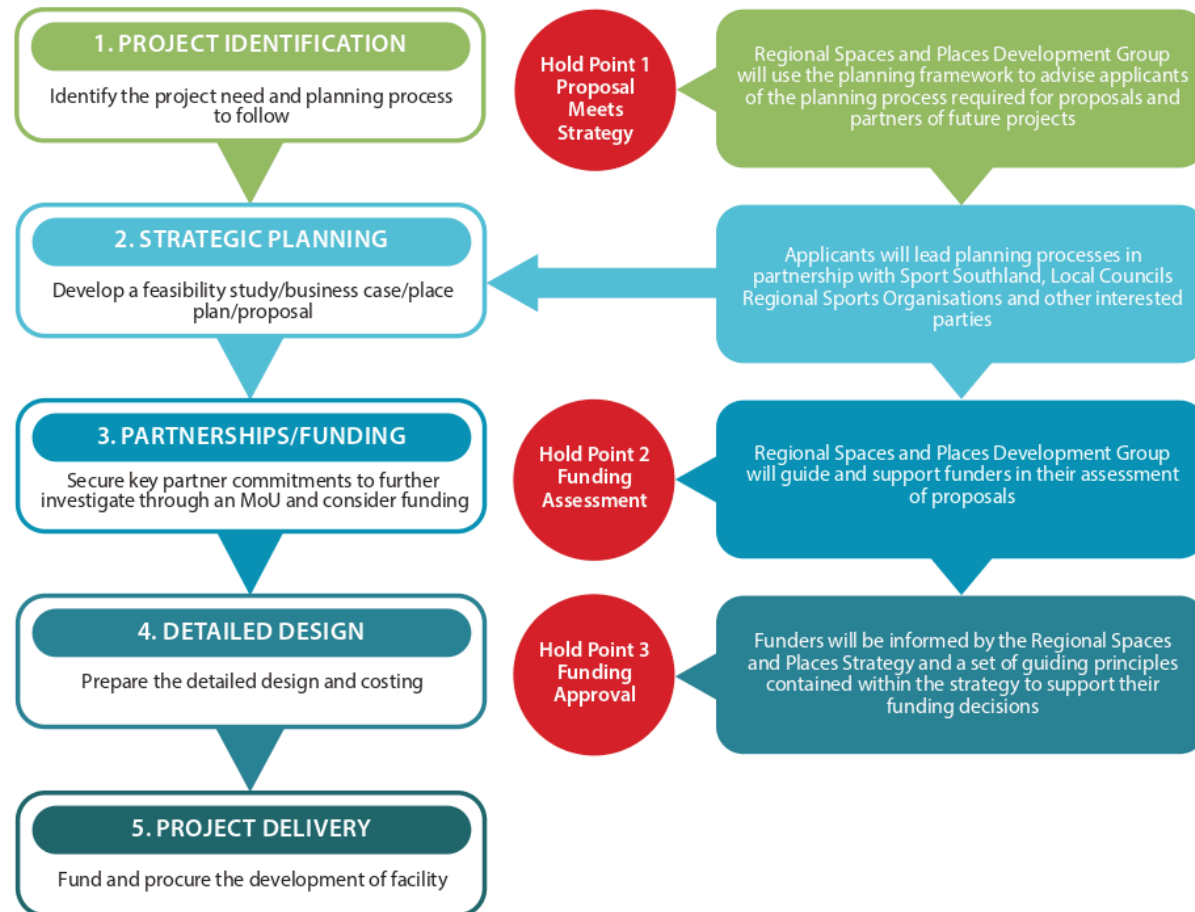 1. PROJECT IDENTIFICATION
Identify the project need and planning process
to follow
Hold Point 1
Proposal
Meets
Strategy
Regional Spaces and Places Development Group
will use the planning framework to advise applicants
of the planning process required for proposals and
partners of future projects
2. STRATEGIC PLANNING
Develop a feasibility study/business case/place
plan/proposal
Applicants will lead planning processes in
partnership with Sport Southland, Local Councils
Regional Sports Organisations and other interested
parties
3. PARTNERSHIPS/FUNDING
Secure key partner commitments to further
investigate through an MoU and consider funding
Hold Point 2
Funding
Assessment
Regional Spaces and Places Development Group
will guide and support funders in their assessment
of proposals
4. DETAILED DESIGN
Prepare the detailed design and costing
Hold Point 3
Funding
Approval
Funders will be informed by the Regional Spaces
and Places Strategy and a set of guiding principles
contained within the strategy to support their
funding decisions
5. PROJECT DELIVERY
Fund and procure the development of facility